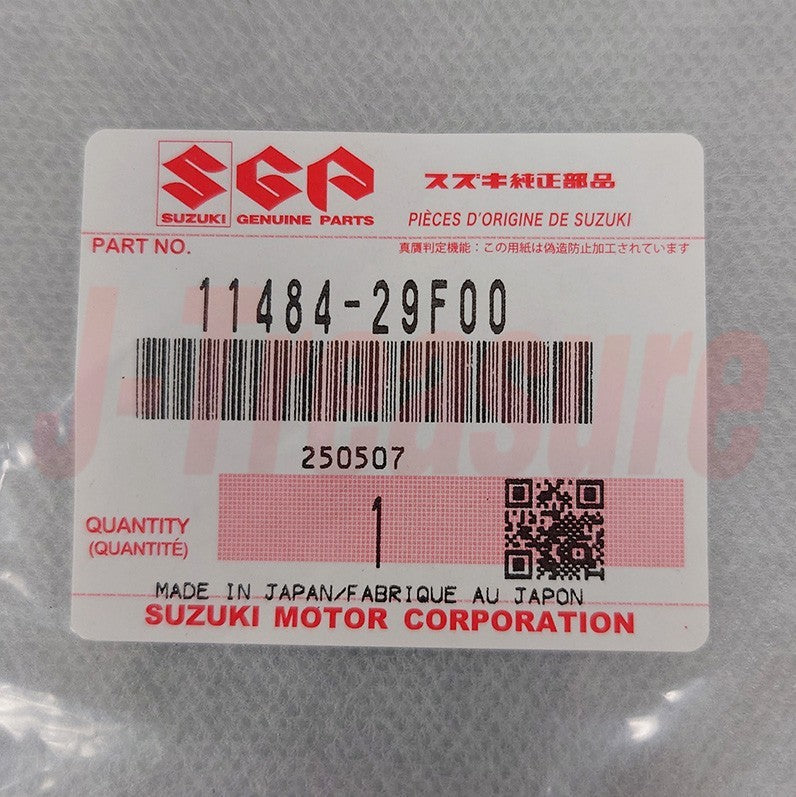 SGP
スズキ純正部品
SUZUKI GENUINE PARTS
PIÈCES D'ORIGINE DE SUZUKI
PART NO.
真贋判定機能：この用紙は偽造防止加工されています
11484-29F00
J-Treasure
250507
QUANTITY
(QUANTITÉ)
1
MADE IN JAPAN/FABRIQUE AU JAPON
SUZUKI MOTOR CORPORATION